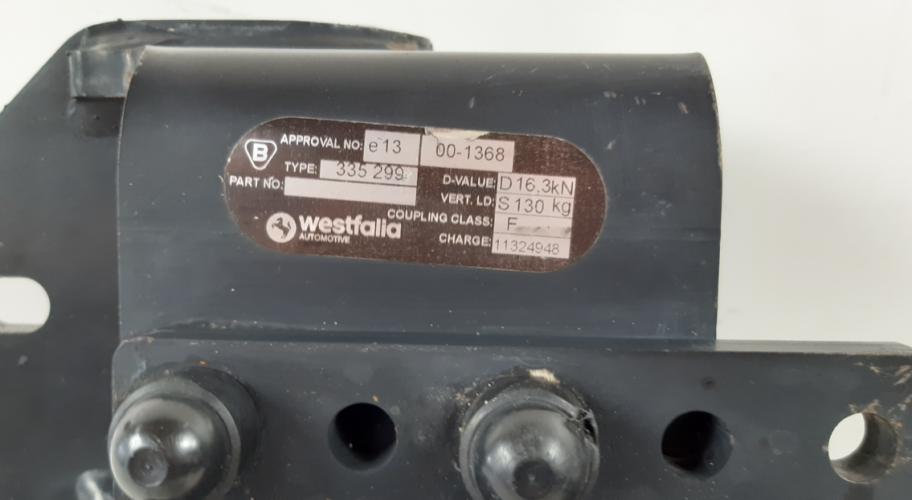 B
APPROVAL NO: e13 00-1368
TYPE: 335 299
PART NO:
D-VALUE: D 16,3kN
VERT. LD: S 130 kg
COUPLING CLASS: F
CHARGE: 11324948
westfalia
AUTOMOTIVE